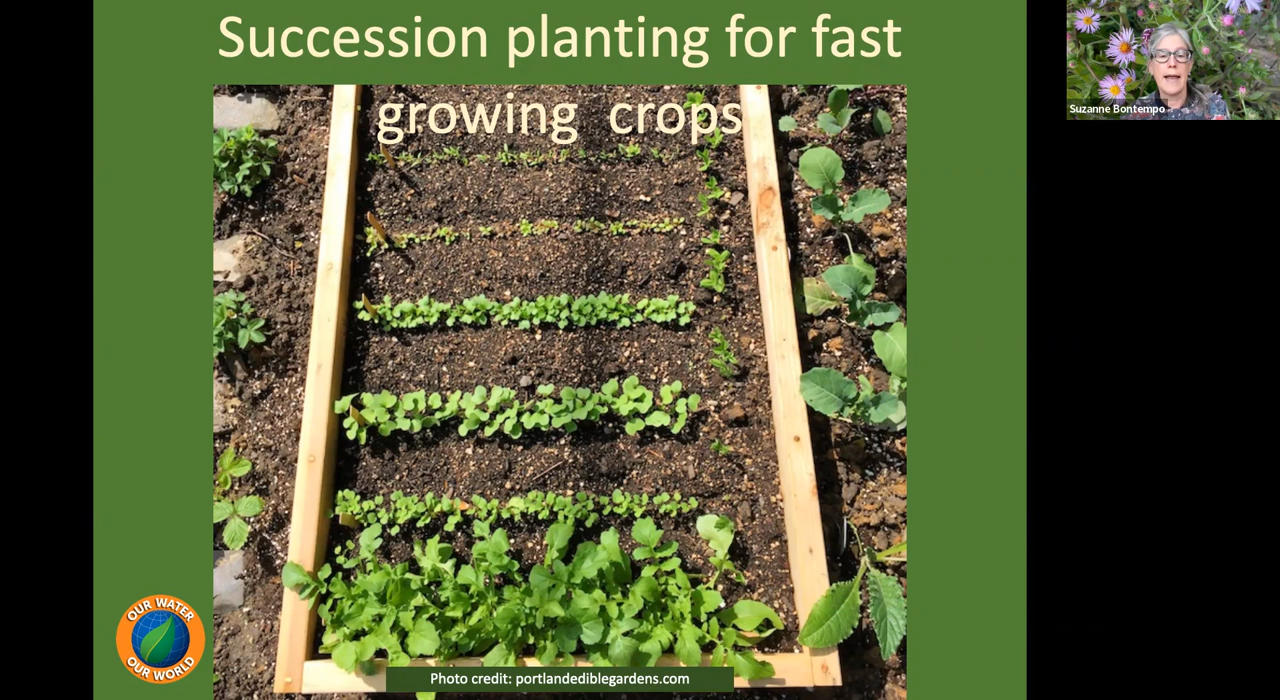 Succession planting for fast
growing crops
Suzanne Bontempo
OUR WATER
OUR WORLD
Photo credit: portlandediblegardens.com